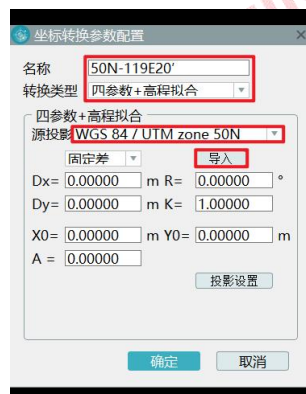 坐标转换参数配置
名称 50N-119E20′
转换类型 四参数+高程拟合
四参数+高程拟合
源投影 WGS 84 / UTM zone 50N
固定差 导入
Dx= 0.00000 m R= 0.00000 °
Dy= 0.00000 m K= 1.00000
X0= 0.00000 m Y0= 0.00000 m
A = 0.00000
投影设置
确定 取消